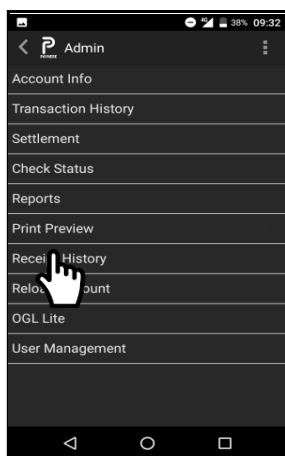 38% 09:32
Admin
Account Info
Transaction History
Settlement
Check Status
Reports
Print Preview
History
OGL Lite
User Management